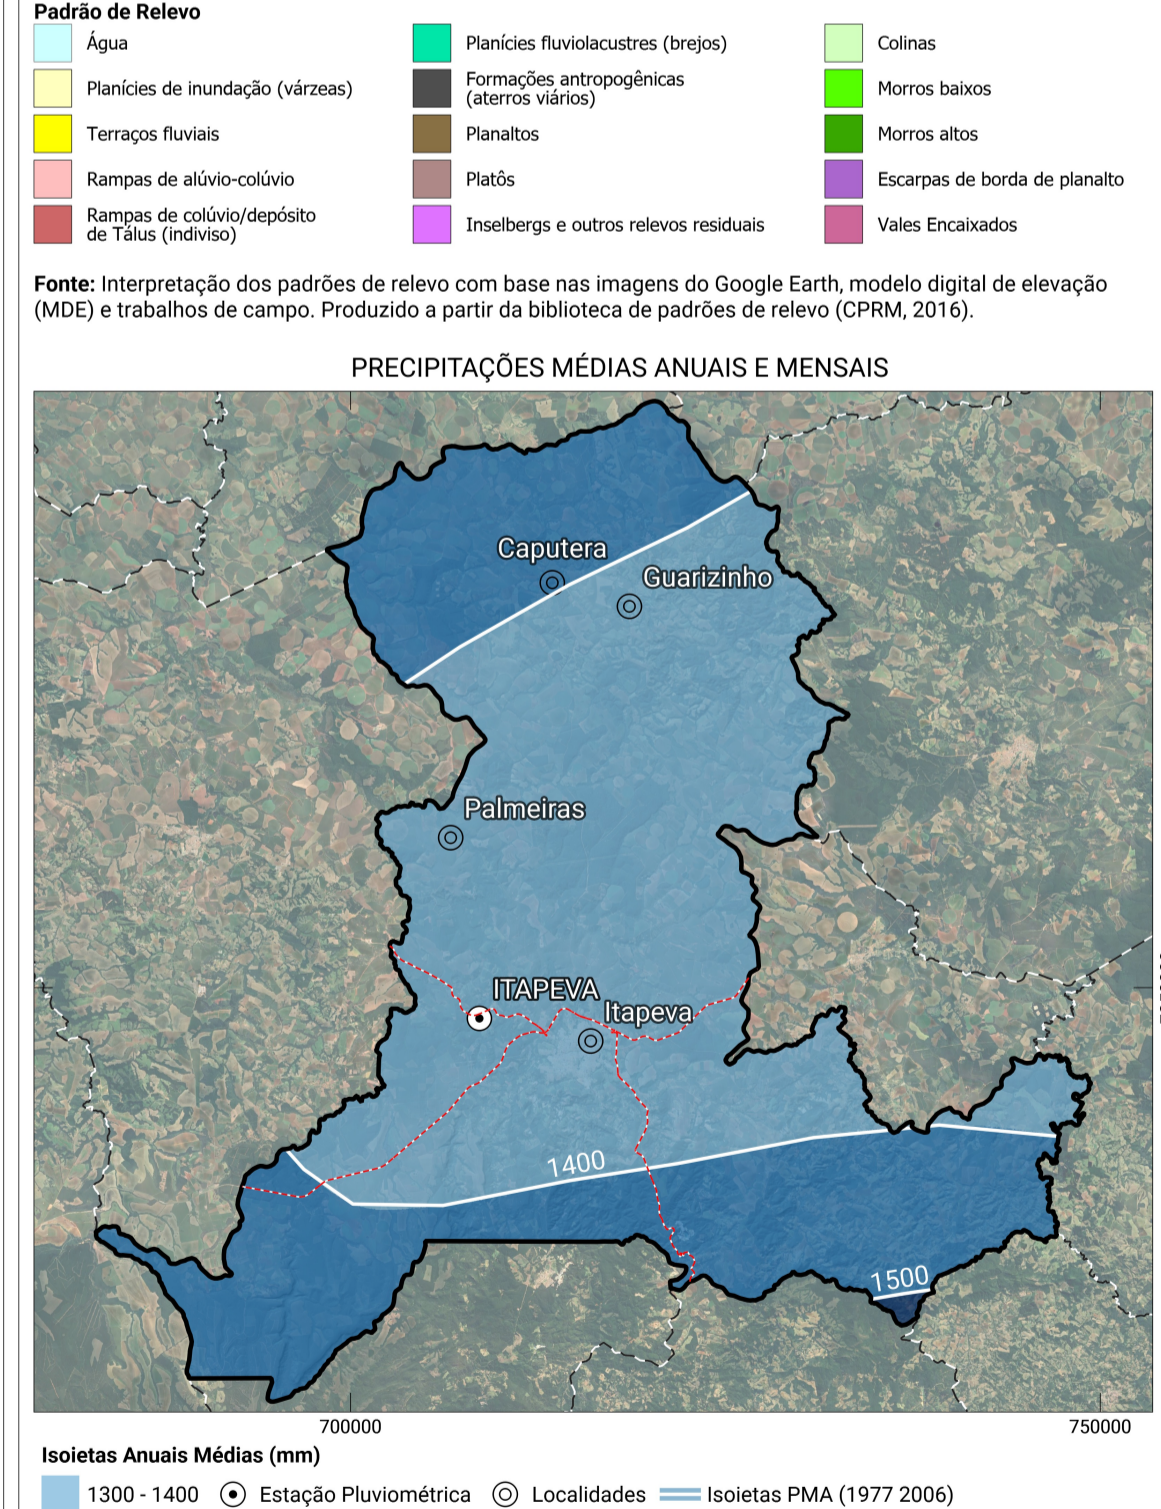 Padrão de Relevo
Água
Planícies de inundação (várzeas)
Terraços fluviais
Rampas de alúvio-colúvio
Rampas de colúvio/depósito
de Tálus (indiviso)
Planícies fluviolacustres (brejos)
Formações antropogênicas
(aterros viários)
Planaltos
Platôs
Inselbergs e outros relevos residuais
Colinas
Morros baixos
Morros altos
Escarpas de borda de planalto
Vales Encaixados
Fonte: Interpretação dos padrões de relevo com base nas imagens do Google Earth, modelo digital de elevação
(MDE) e trabalhos de campo. Produzido a partir da biblioteca de padrões de relevo (CPRM, 2016).
PRECIPITAÇÕES MÉDIAS ANUAIS E MENSAIS
Caputera
Guarizinho
Palmeiras
ITAPEVA
Itapeva
1400
1500
700000
750000
Isoietas Anuais Médias (mm)
1300 - 1400
Estação Pluviométrica
Localidades
Isoietas PMA (1977 2006)